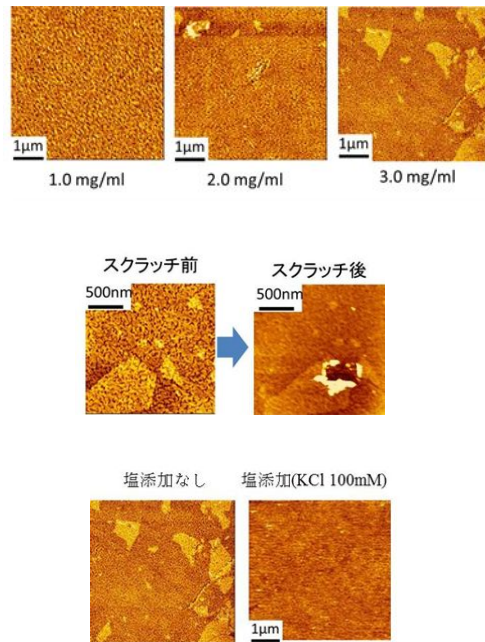 1μm
1μm
1μm
1.0 mg/ml
2.0 mg/ml
3.0 mg/ml
スクラッチ前
スクラッチ後
500nm
500nm
塩添加なし
塩添加(KCl 100mM)
1μm